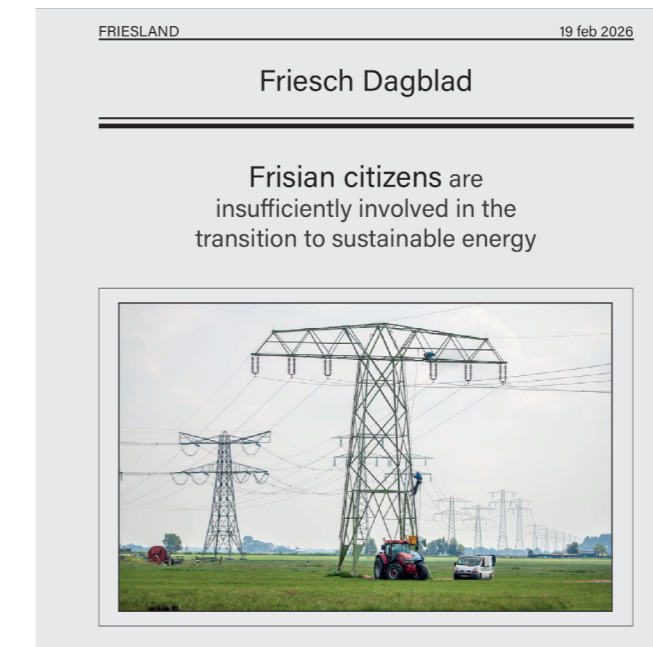 FRIESLAND 19 feb 2026
Friesch Dagblad
Frisian citizens are
insufficiently involved in the
transition to sustainable energy